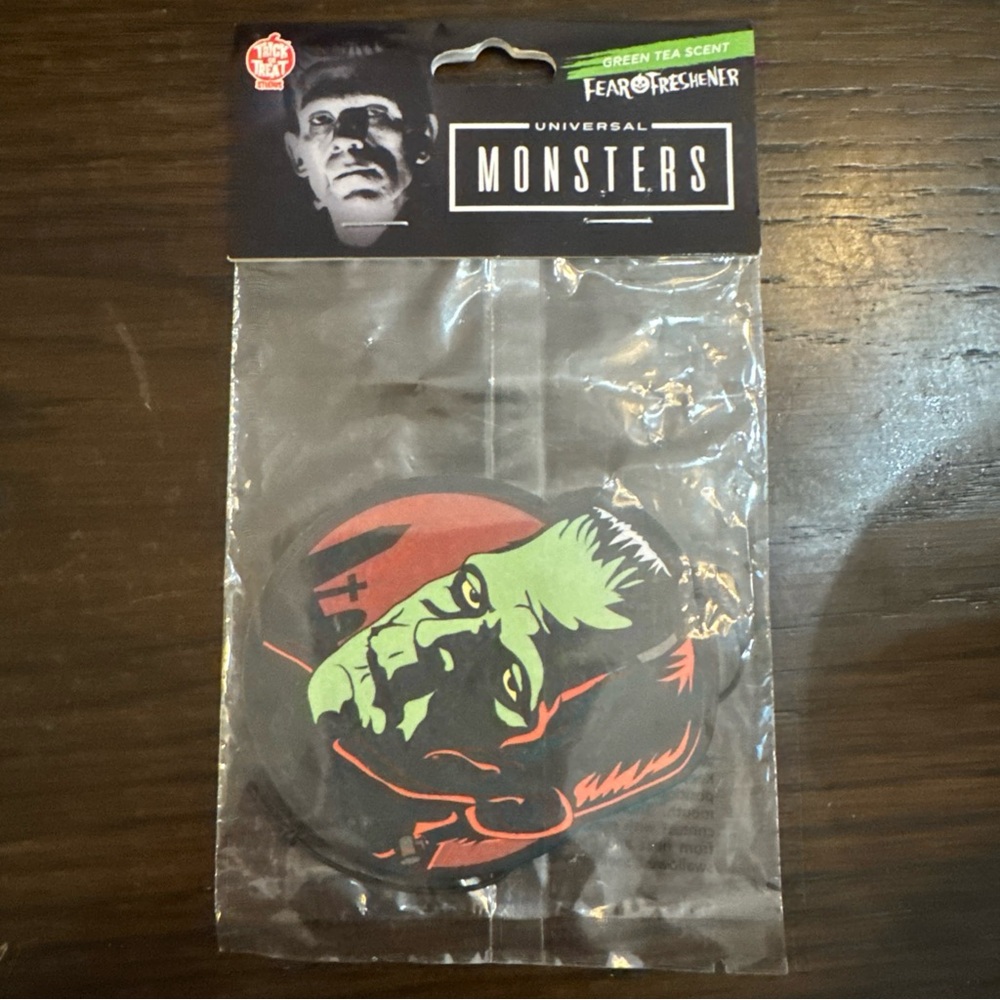 TRICK
OR
TREAT
STUDIOS
GREEN TEA SCENT
FEAR FRESHENER
UNIVERSAL
MONSTERS